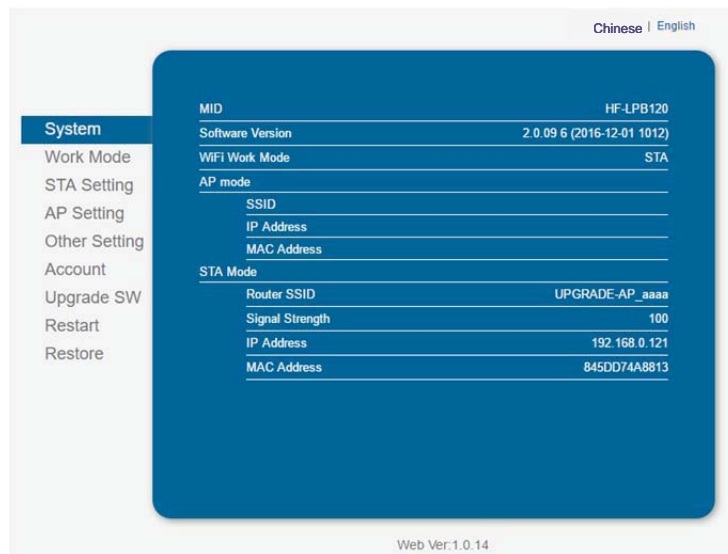 Chinese | English
System
Work Mode
STA Setting
AP Setting
Other Setting
Account
Upgrade SW
Restart
Restore
MID HF-LPB120
Software Version 2.0.09 6 (2016-12-01 1012)
WiFi Work Mode STA
AP mode
SSID
IP Address
MAC Address
STA Mode
Router SSID UPGRADE-AP_aaaa
Signal Strength 100
IP Address 192.168.0.121
MAC Address 845DD74A8813
Web Ver:1.0.14